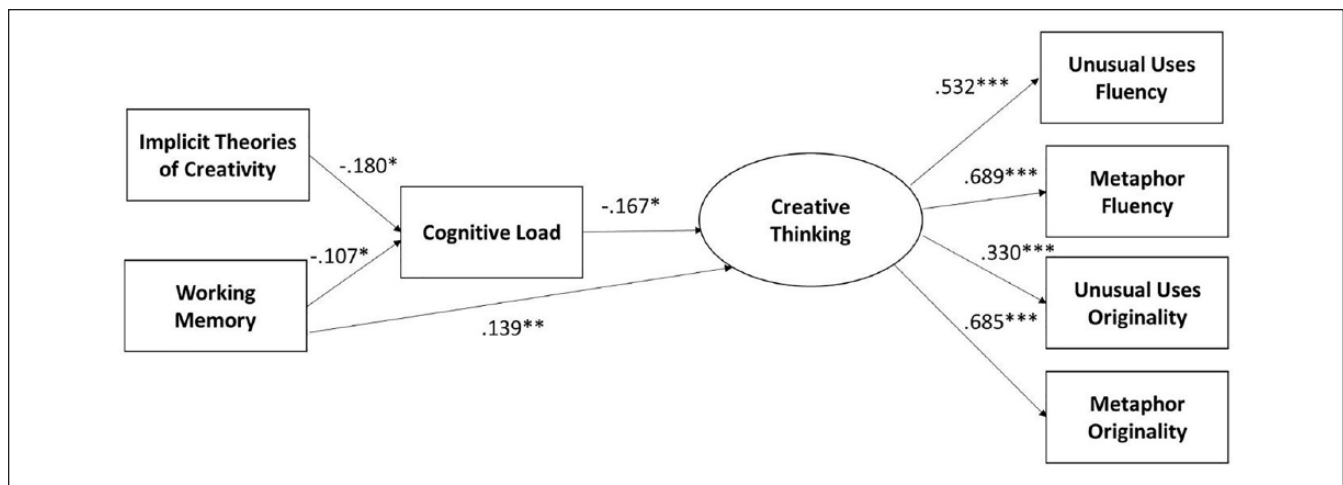 Implicit Theories
of Creativity
-.180*
Working
Memory
-.107*
Cognitive Load
-.167*
.139**
Creative
Thinking
.532***
Unusual Uses
Fluency
.689***
Metaphor
Fluency
.330***
Unusual Uses
Originality
.685***
Metaphor
Originality